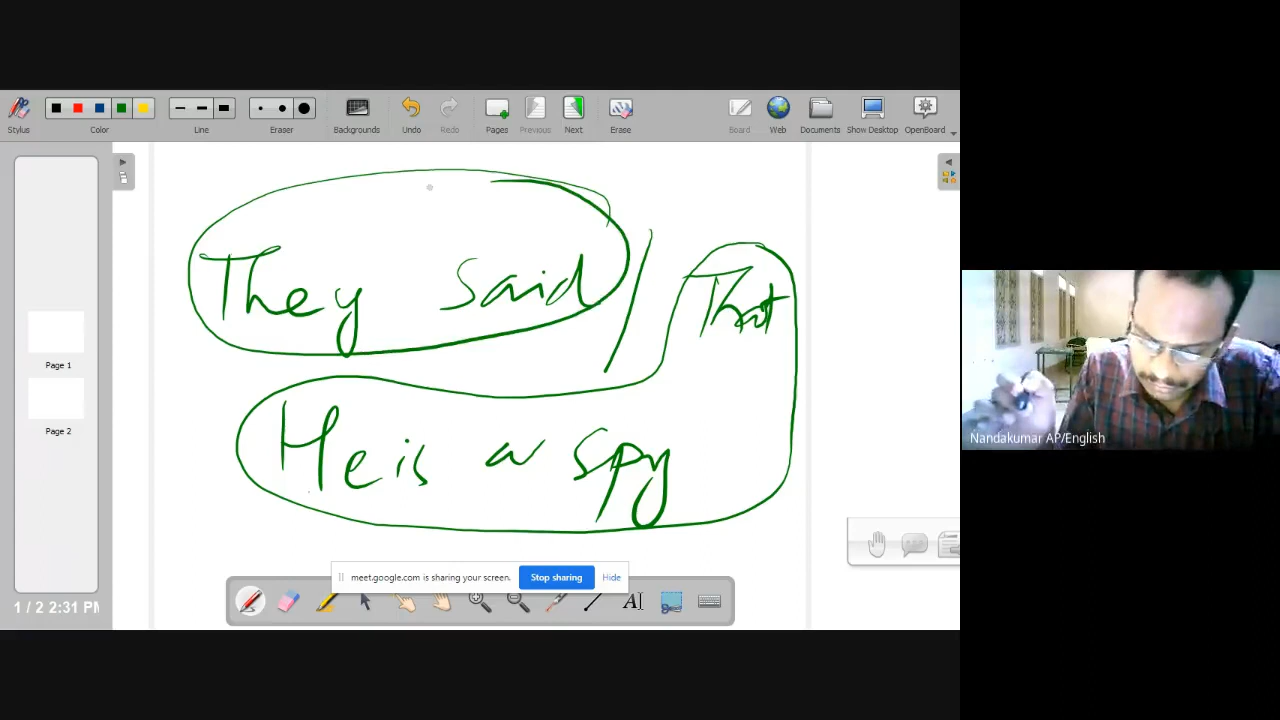 Stylus
Color
Line
Eraser
Backgrounds
Undo
Redo
Pages
Previous
Next
Erase
Board
Web
Documents
Show Desktop
OpenBoard
They said / That
He is a spy
Page 1
Page 2
Nandakumar AP/English
meet.google.com is sharing your screen.
Stop sharing
Hide
1 / 2 2:31 PM